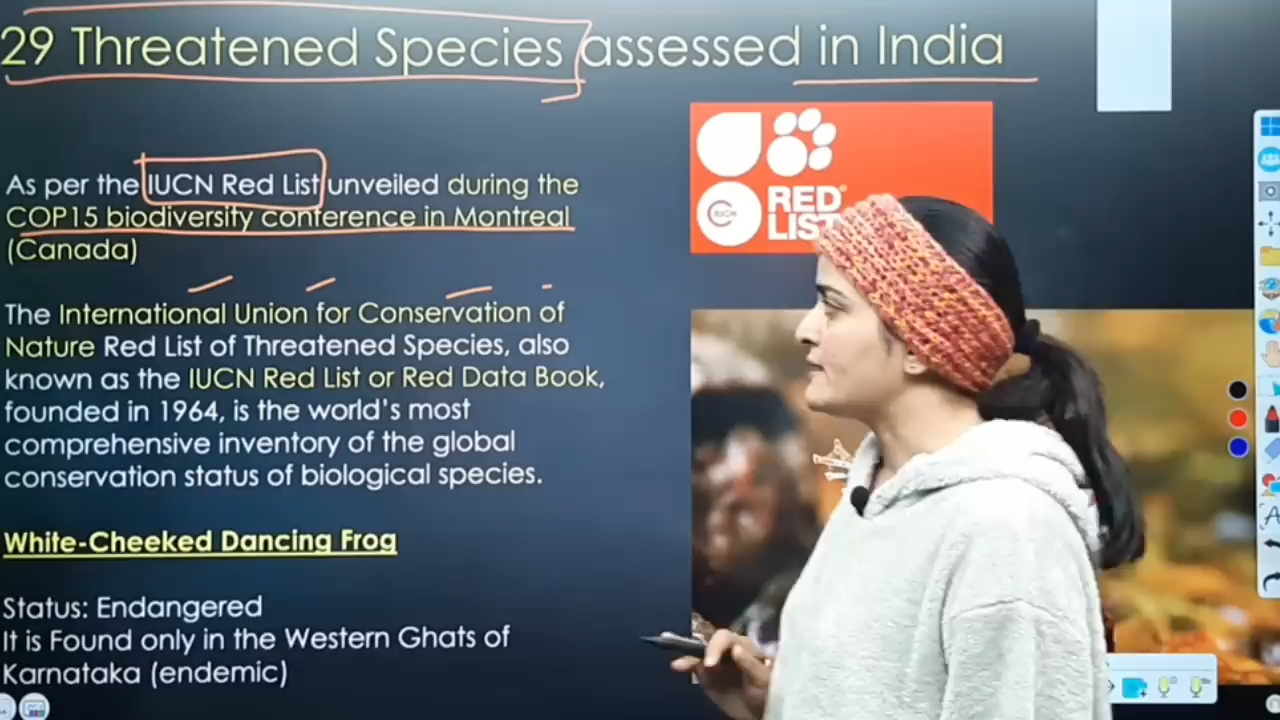 29 Threatened Species assessed in India
As per the IUCN Red List unveiled during the
COP15 biodiversity conference in Montreal
(Canada)
RED
LIST
The International Union for Conservation of
Nature Red List of Threatened Species, also
known as the IUCN Red List or Red Data Book,
founded in 1964, is the world's most
comprehensive inventory of the global
conservation status of biological species.
White-Cheeked Dancing Frog
Status: Endangered
It is Found only in the Western Ghats of
Karnataka (endemic)